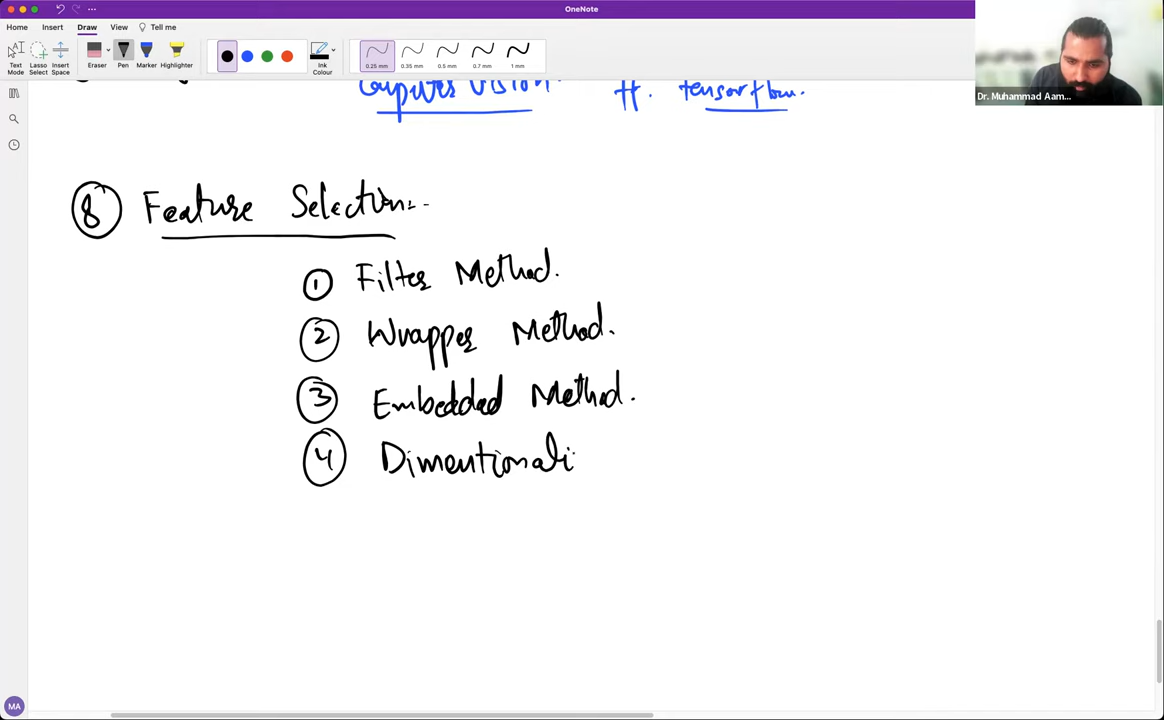 OneNote
Home Insert Draw View Tell me
Text Mode Lasso Select Insert Space Eraser Pen Marker Highlighter Ink Colour 0.25 mm 0.35 mm 0.5 mm 0.7 mm 1 mm
Dr. Muhammad Aam...
Computer Vision. tensorflow.
8 Feature Selection:-
1 Filter Method.
2 Wrapper Method.
3 Embedded Method.
4 Dimentionali
MA